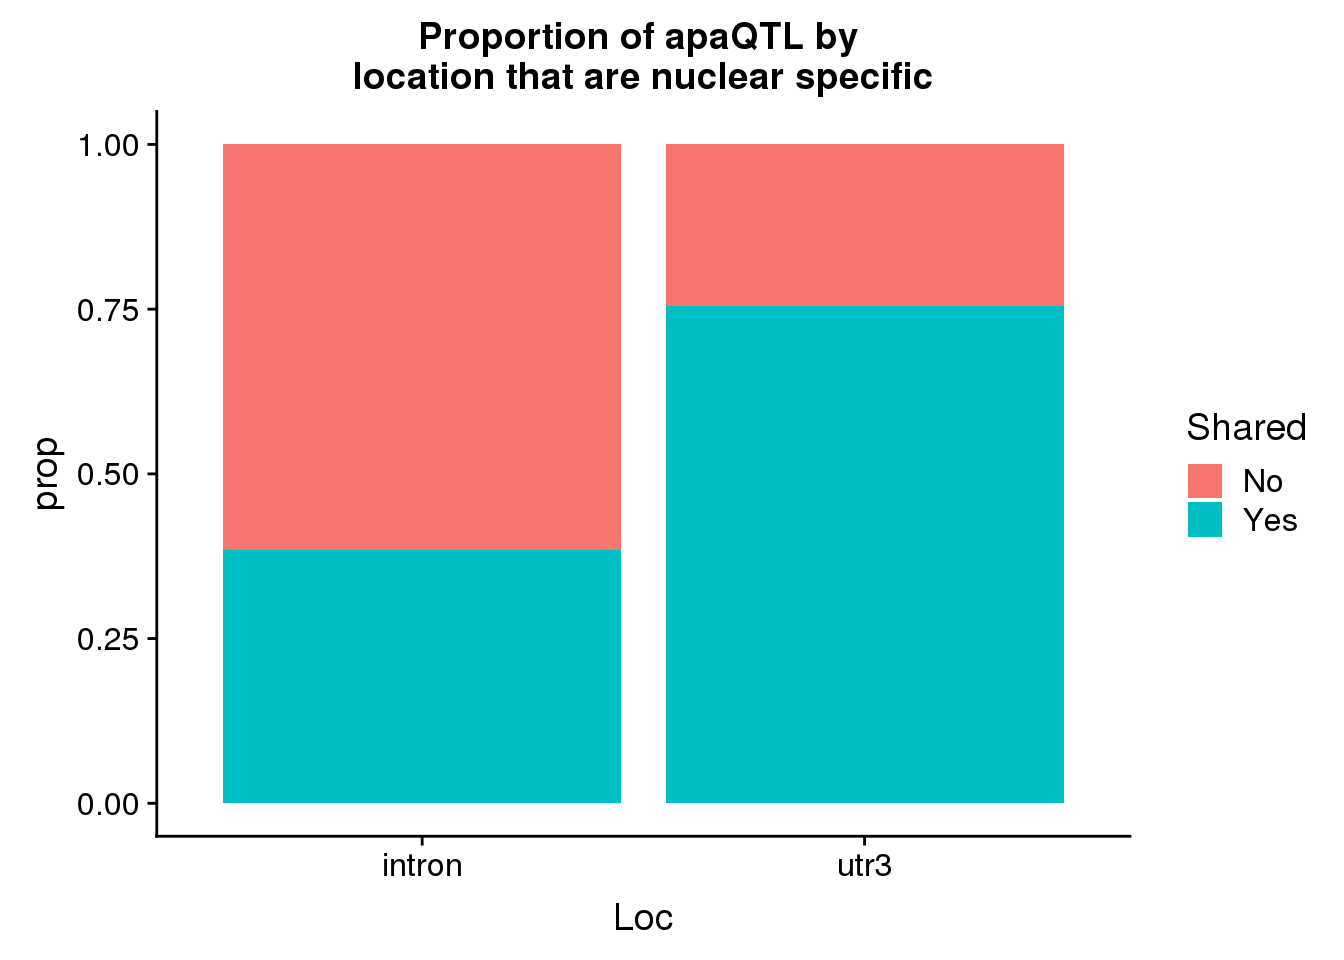 Proportion of apaQTL by
location that are nuclear specific
1.00
0.75
0.50
0.25
0.00
prop
intron
utr3
Loc
Shared
No
Yes